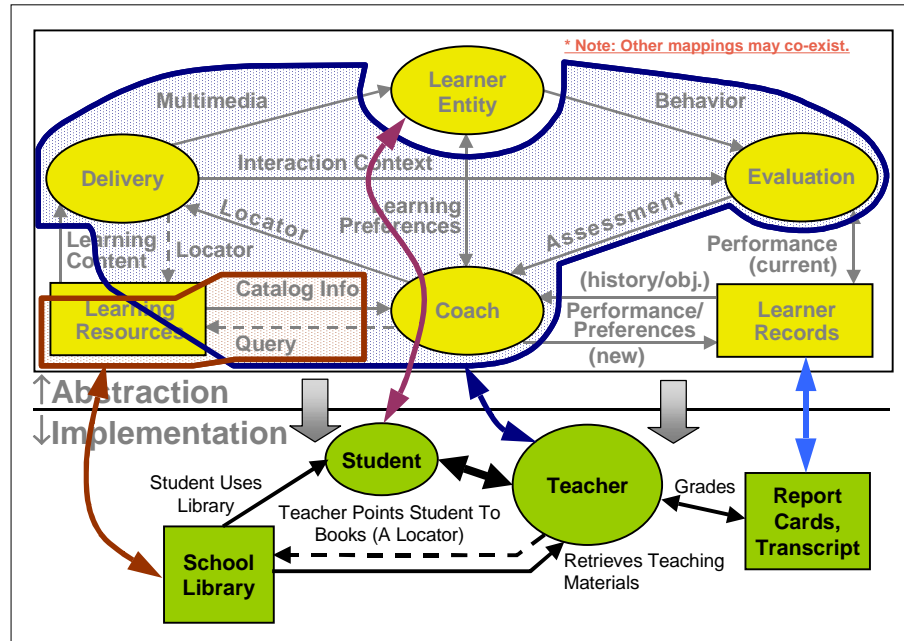 * Note: Other mappings may co-exist.
Learner
Entity
Multimedia
Behavior
Interaction Context
Delivery
Evaluation
Locator
Learning
Preferences
Assessment
Learning
Content
Locator
Performance
(current)
Catalog Info
(history/obj.)
Learning
Resources
Coach
Performance/
Preferences
Learner
Records
Query
(new)
↑Abstraction
↓Implementation
Student
Student Uses
Library
Teacher
Grades
Report
Cards,
Transcript
Teacher Points Student To
Books (A Locator)
School
Library
Retrieves Teaching
Materials